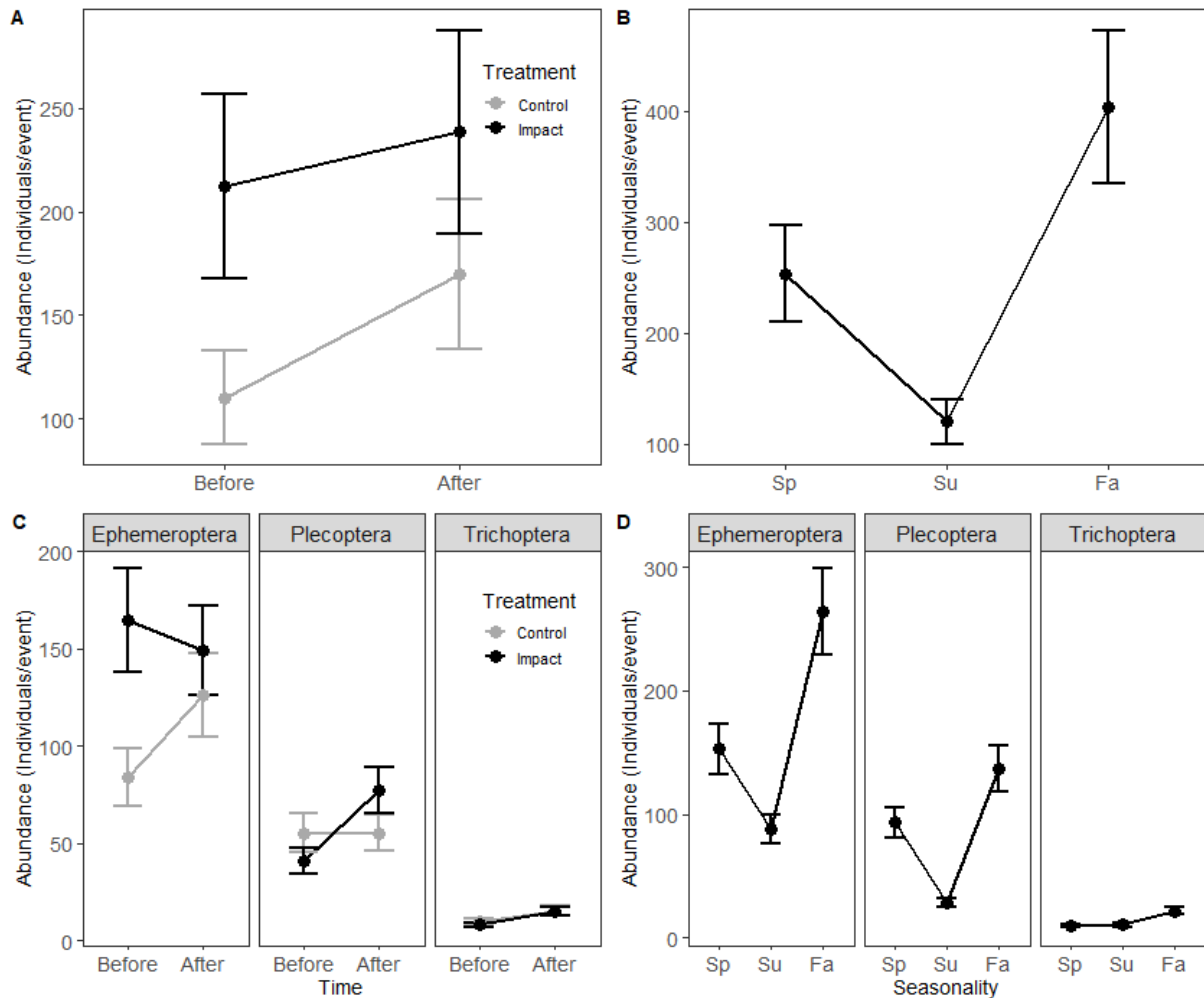 A
B
Abundance (Individuals/event)
250
200
150
100
Treatment
Control
Impact
Before After
Abundance (Individuals/event)
400
300
200
100
Sp Su Fa
C
D
Ephemeroptera Plecoptera Trichoptera
Abundance (Individuals/event)
200
150
100
50
0
Treatment
Control
Impact
Before After Before After Before After
Time
Ephemeroptera Plecoptera Trichoptera
Abundance (Individuals/event)
300
200
100
0
Sp Su Fa Sp Su Fa Sp Su Fa
Seasonality